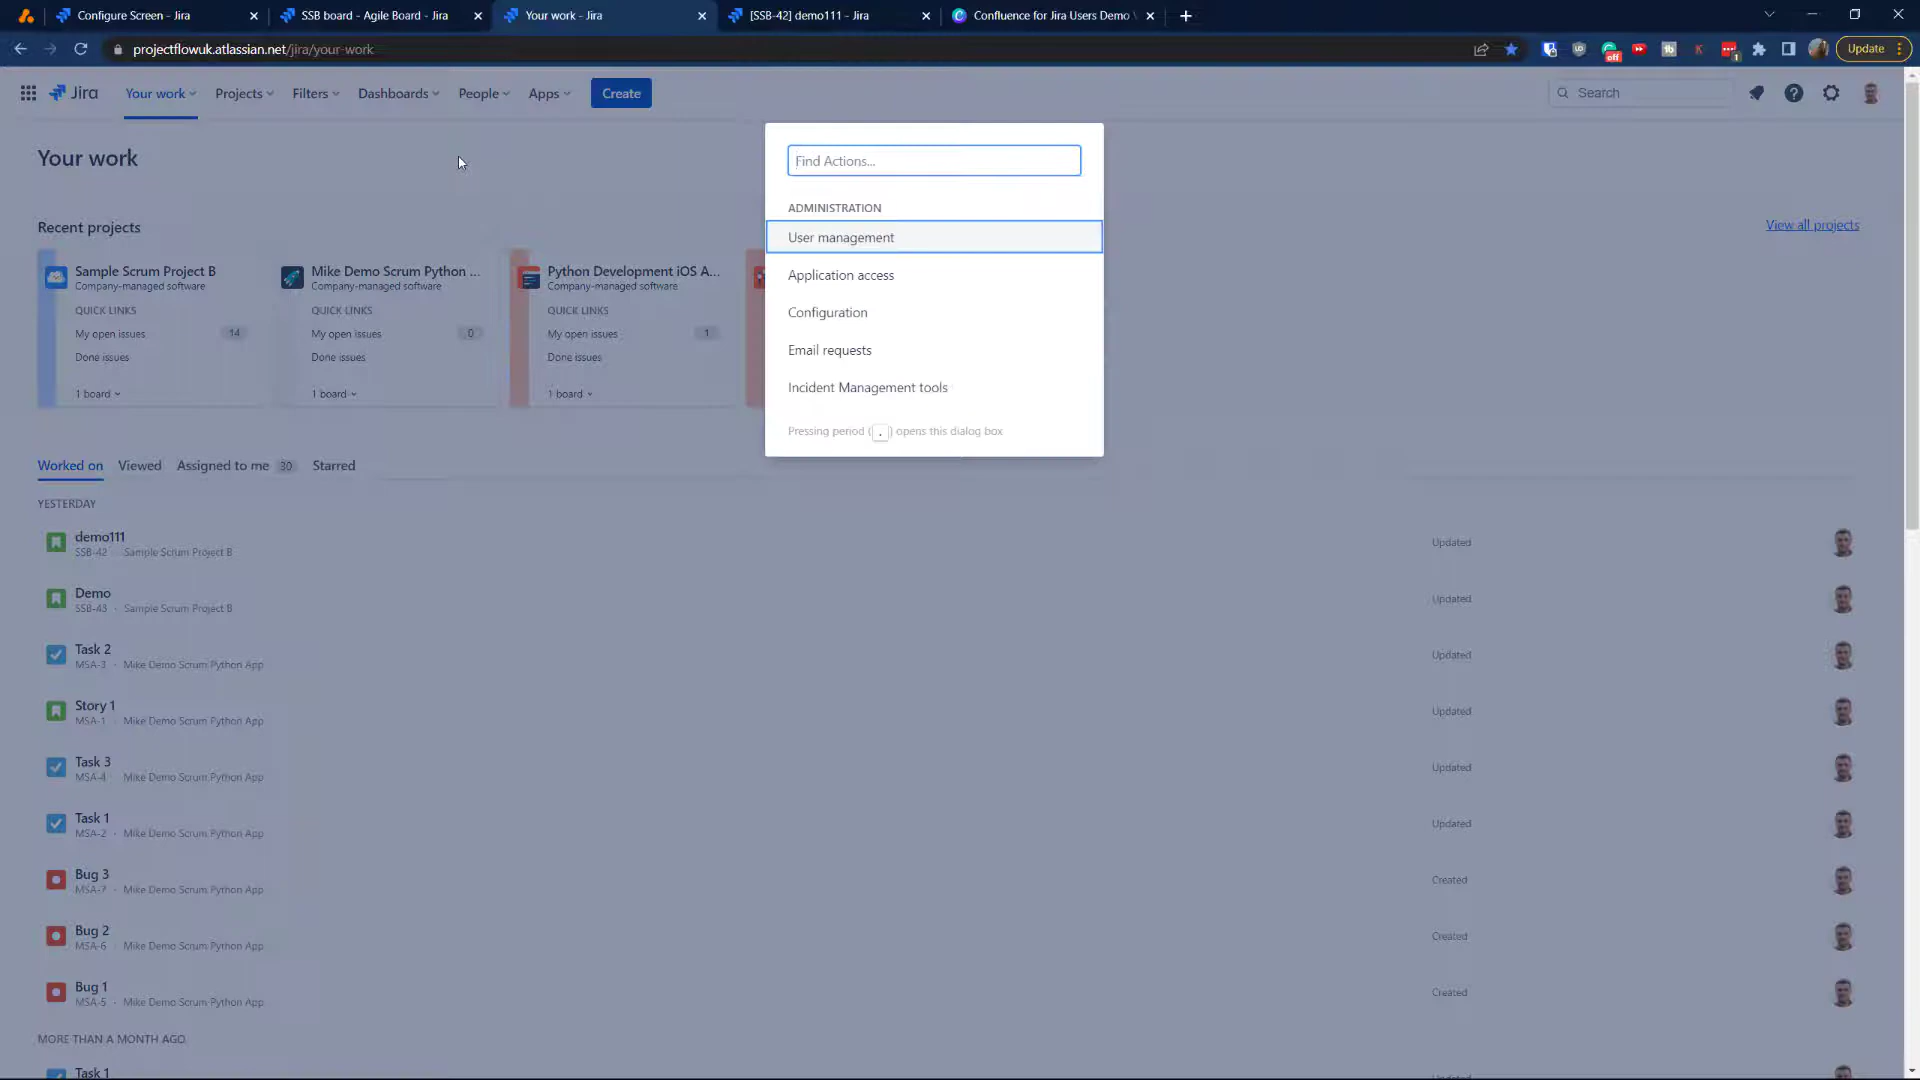 Configure Screen - Jira
SSB board - Agile Board - Jira
Your work - Jira
[SSB-42] demo111 - Jira
Confluence for Jira Users Demo
projectflowuk.atlassian.net/jira/your-work
off
1
Update
Jira
Your work
Projects
Filters
Dashboards
People
Apps
Create
Search
Your work
Find Actions...
ADMINISTRATION
User management
Application access
Configuration
Email requests
Incident Management tools
Pressing period ( . ) opens this dialog box
Recent projects
View all projects
Sample Scrum Project B
Company-managed software
QUICK LINKS
My open issues 14
Done issues
1 board
Mike Demo Scrum Python ...
Company-managed software
QUICK LINKS
My open issues 0
Done issues
1 board
Python Development iOS A...
Company-managed software
QUICK LINKS
My open issues 1
Done issues
1 board
Worked on
Viewed
Assigned to me 30
Starred
YESTERDAY
demo111
SSB-42 · Sample Scrum Project B
Updated
Demo
SSB-43 · Sample Scrum Project B
Updated
Task 2
MSA-3 · Mike Demo Scrum Python App
Updated
Story 1
MSA-1 · Mike Demo Scrum Python App
Updated
Task 3
MSA-4 · Mike Demo Scrum Python App
Updated
Task 1
MSA-2 · Mike Demo Scrum Python App
Updated
Bug 3
MSA-7 · Mike Demo Scrum Python App
Created
Bug 2
MSA-6 · Mike Demo Scrum Python App
Created
Bug 1
MSA-5 · Mike Demo Scrum Python App
Created
MORE THAN A MONTH AGO
Task 1